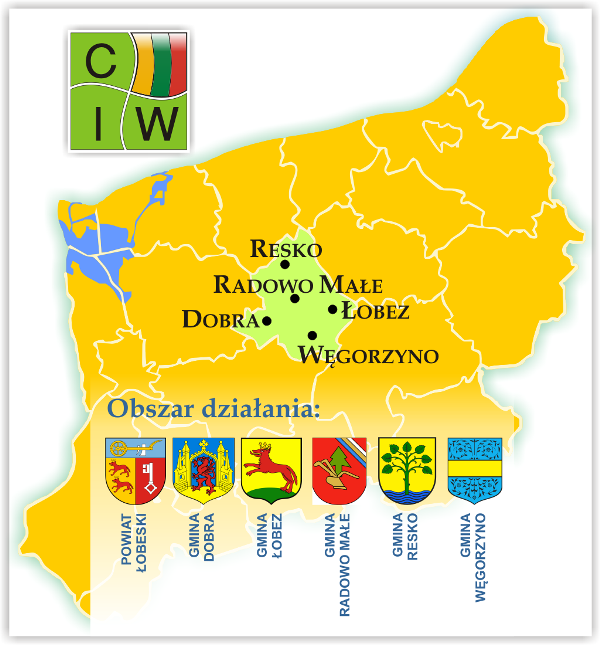 C
I W
RESKO
RADOWO MAŁE
ŁOBEZ
DOBRA
WĘGORZYNO
Obszar działania:
POWIAT
ŁOBESKI
GMINA
DOBRA
GMINA
ŁOBEZ
GMINA
RADOWO MAŁE
GMINA
RESKO
GMINA
WĘGORZYNO